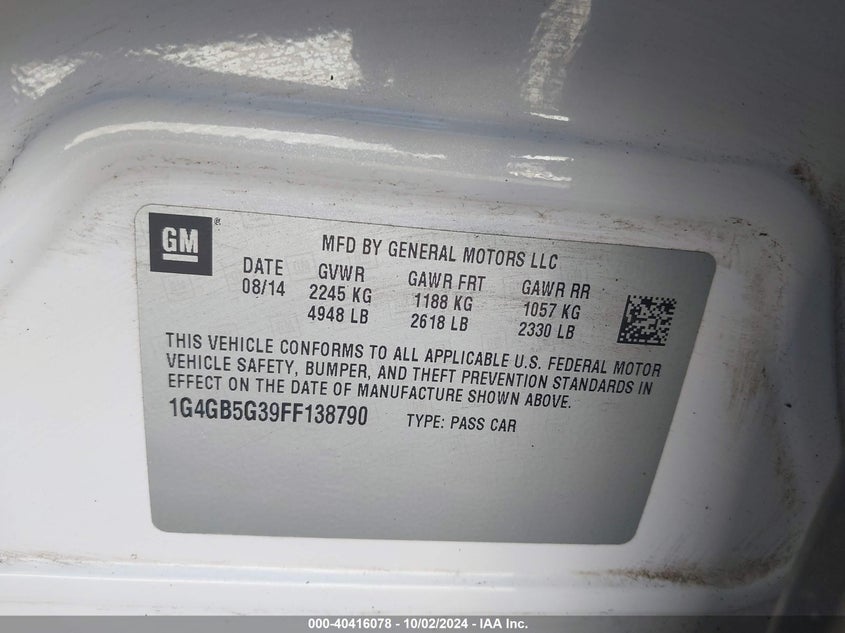 GM®
MFD BY GENERAL MOTORS LLC
DATE GVWR GAWR FRT GAWR RR
08/14 2245 KG 1188 KG 1057 KG
4948 LB 2618 LB 2330 LB
THIS VEHICLE CONFORMS TO ALL APPLICABLE U.S. FEDERAL MOTOR
VEHICLE SAFETY, BUMPER, AND THEFT PREVENTION STANDARDS IN
EFFECT ON THE DATE OF MANUFACTURE SHOWN ABOVE.
1G4GB5G39FF138790 TYPE: PASS CAR
000-40416078 - 10/02/2024 - IAA Inc.